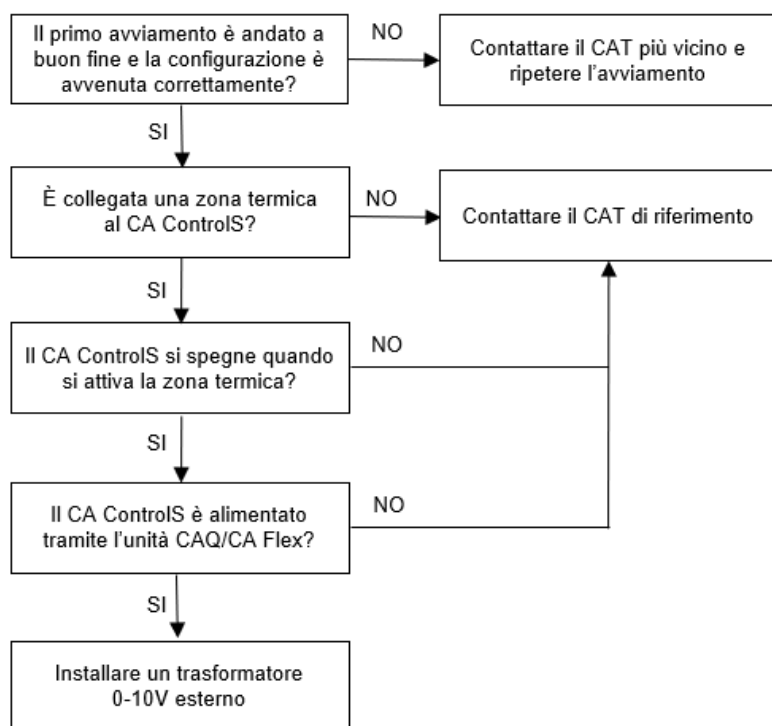 Il primo avviamento è andato a
buon fine e la configurazione è
avvenuta correttamente?
NO
Contattare il CAT più vicino e
ripetere l'avviamento
SI
È collegata una zona termica
al CA ControlS?
NO
Contattare il CAT di riferimento
SI
Il CA ControlS si spegne quando
si attiva la zona termica?
NO
SI
Il CA ControlS è alimentato
tramite l'unità CAQ/CA Flex?
NO
SI
Installare un trasformatore
0-10V esterno